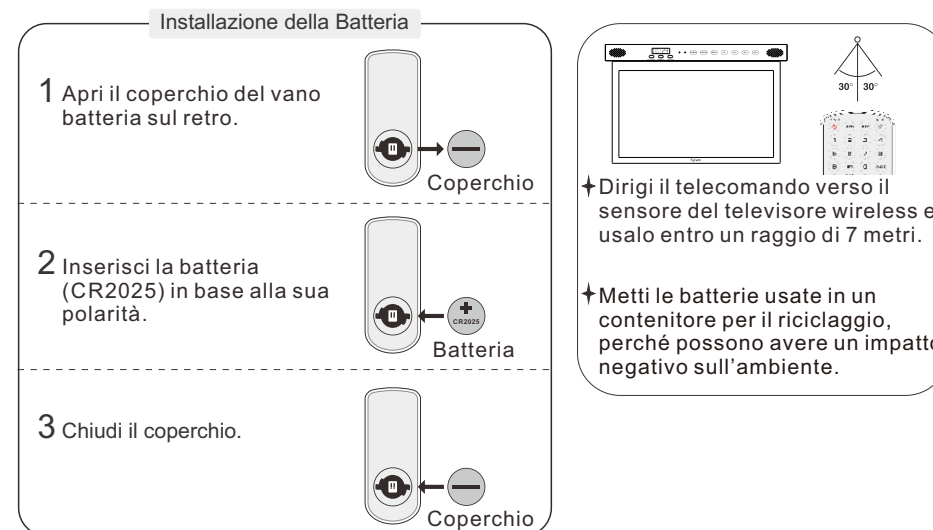 Installazione della Batteria
1 Apri il coperchio del vano
batteria sul retro.
Coperchio
2 Inserisci la batteria
(CR2025) in base alla sua
polarità.
CR2025
Batteria
3 Chiudi il coperchio.
Coperchio
30° 30°
Dirigi il telecomando verso il
sensore del televisore wireless e
usalo entro un raggio di 7 metri.
Metti le batterie usate in un
contenitore per il riciclaggio,
perché possono avere un impatto
negativo sull'ambiente.